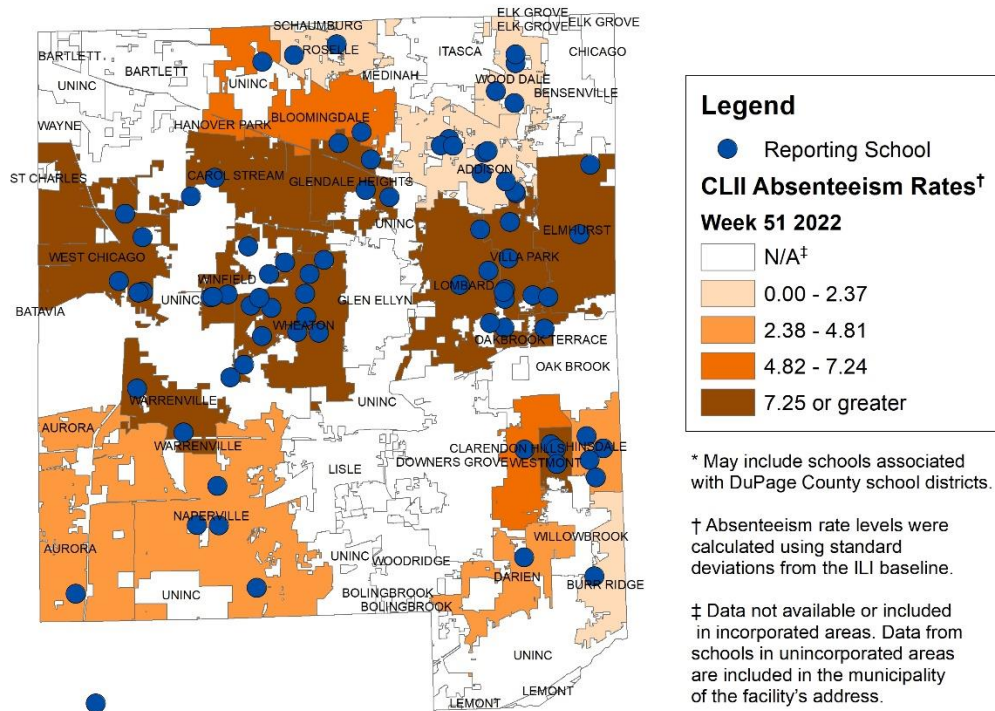 ELK GROVE
SCHAUMBURG
ELK GROVE
ELK GROVE
ROSELLE
ITASCA
CHICAGO
BARTLETT
BARTLETT
MEDINAH
WOOD DALE
UNINC
UNINC
BENSENVILLE
WAYNE
HANOVER PARK
BLOOMINGDALE
ST CHARLES
CAROL STREAM
GLENDALE HEIGHTS
ADDISON
UNINC
ELMHURST
WEST CHICAGO
VILLA PARK
WINFIELD
LOMBARD
UNINC
GLEN ELLYN
BATAVIA
WHEATON
OAKBROOK TERRACE
OAK BROOK
WARRENVILLE
UNINC
AURORA
WARRENVILLE
CLARENDON HILLS
HINSDALE
LISLE
DOWNERS GROVE
WESTMONT
NAPERVILLE
WILLOWBROOK
AURORA
UNINC
WOODRIDGE
DARIEN
BURR RIDGE
UNINC
BOLINGBROOK
BOLINGBROOK
UNINC
LEMONT
LEMONT
Legend
Reporting School
CLII Absenteeism Rates†
Week 51 2022
N/A‡
0.00 - 2.37
2.38 - 4.81
4.82 - 7.24
7.25 or greater
* May include schools associated
with DuPage County school districts.
† Absenteeism rate levels were
calculated using standard
deviations from the ILI baseline.
‡ Data not available or included
in incorporated areas. Data from
schools in unincorporated areas
are included in the municipality
of the facility's address.